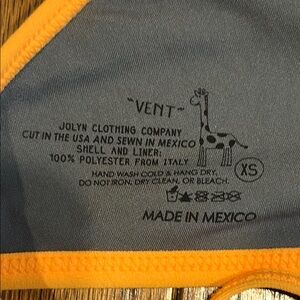 "VENT"
JOLYN CLOTHING COMPANY
CUT IN THE USA AND SEWN IN MEXICO
SHELL AND LINER:
100% POLYESTER FROM ITALY
XS
HAND WASH COLD & HANG DRY.
DO NOT IRON, DRY CLEAN, OR BLEACH.
MADE IN MEXICO